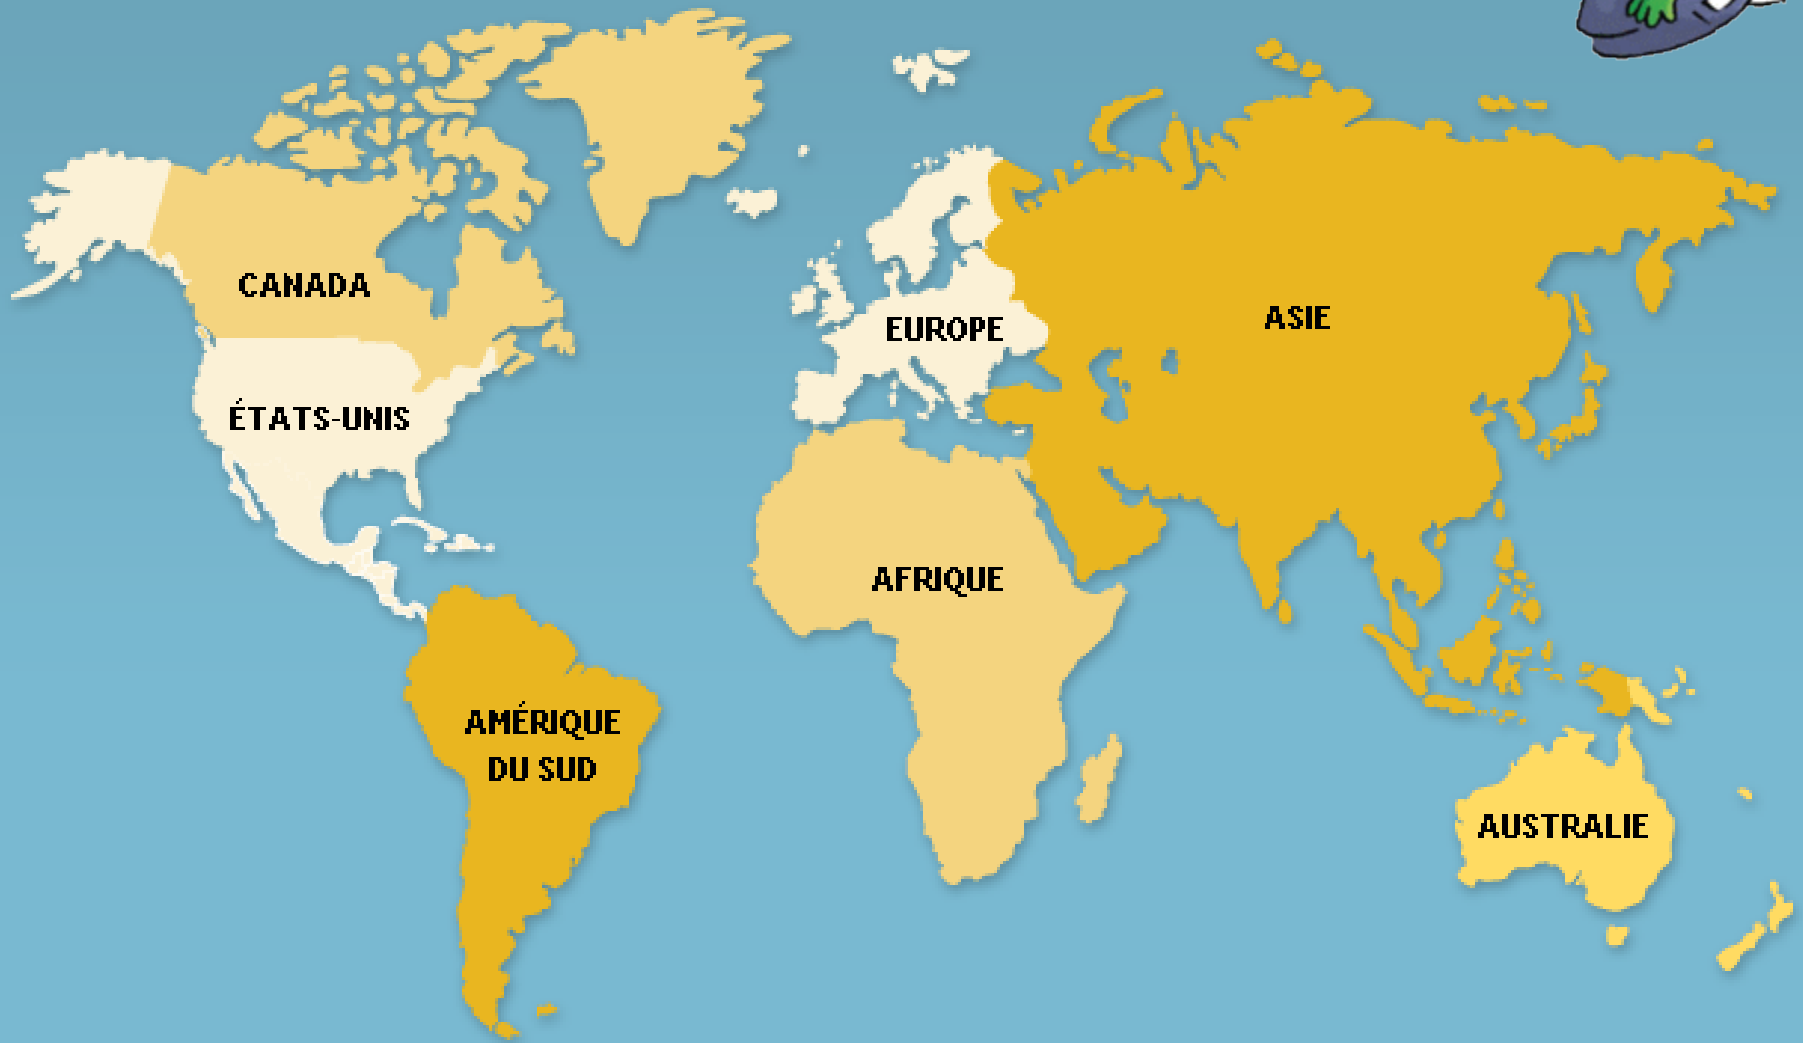 CANADA
EUROPE
ASIE
ÉTATS-UNIS
AFRIQUE
AMÉRIQUE
DU SUD
AUSTRALIE